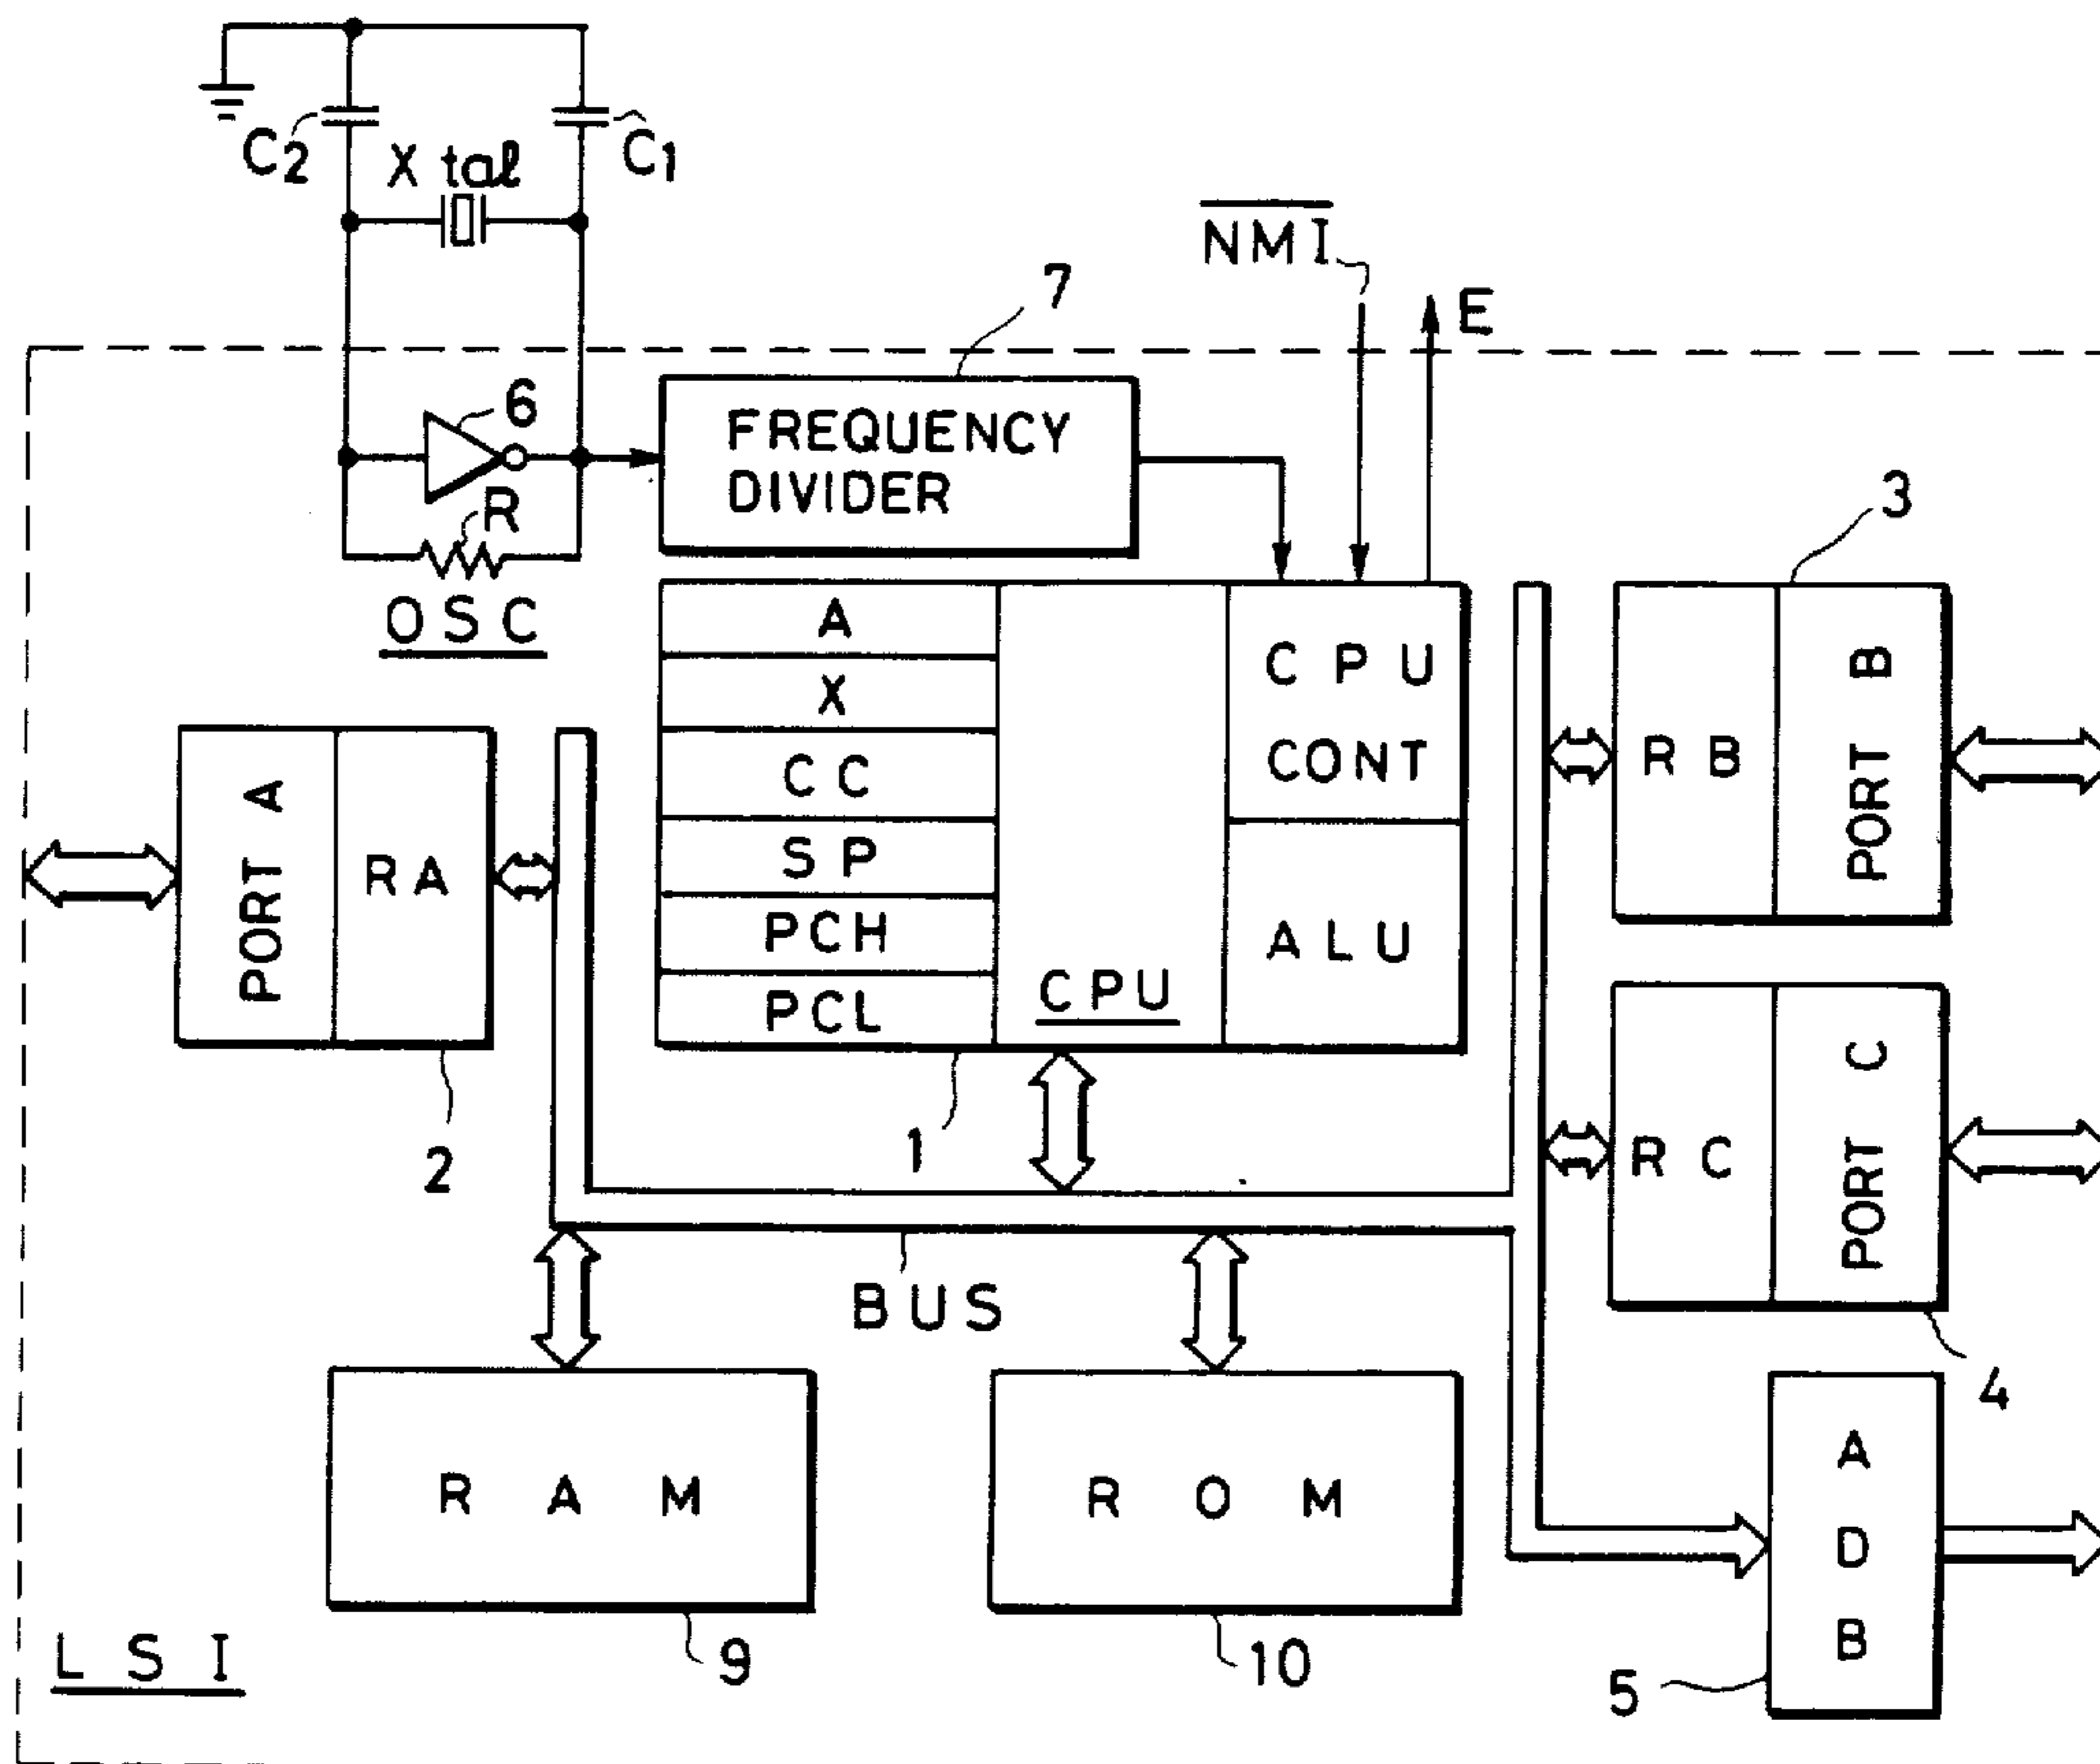 C2
X tal
C1
NMI
7
E
6
FREQUENCY
DIVIDER
R
OSC
3
A
X
CC
SP
PCH
PCL
CPU
CPU
CONT
ALU
RB
PORT B
PORT A
RA
2
1
RC
PORT C
4
BUS
RAM
9
ROM
10
ADB
5
LSI